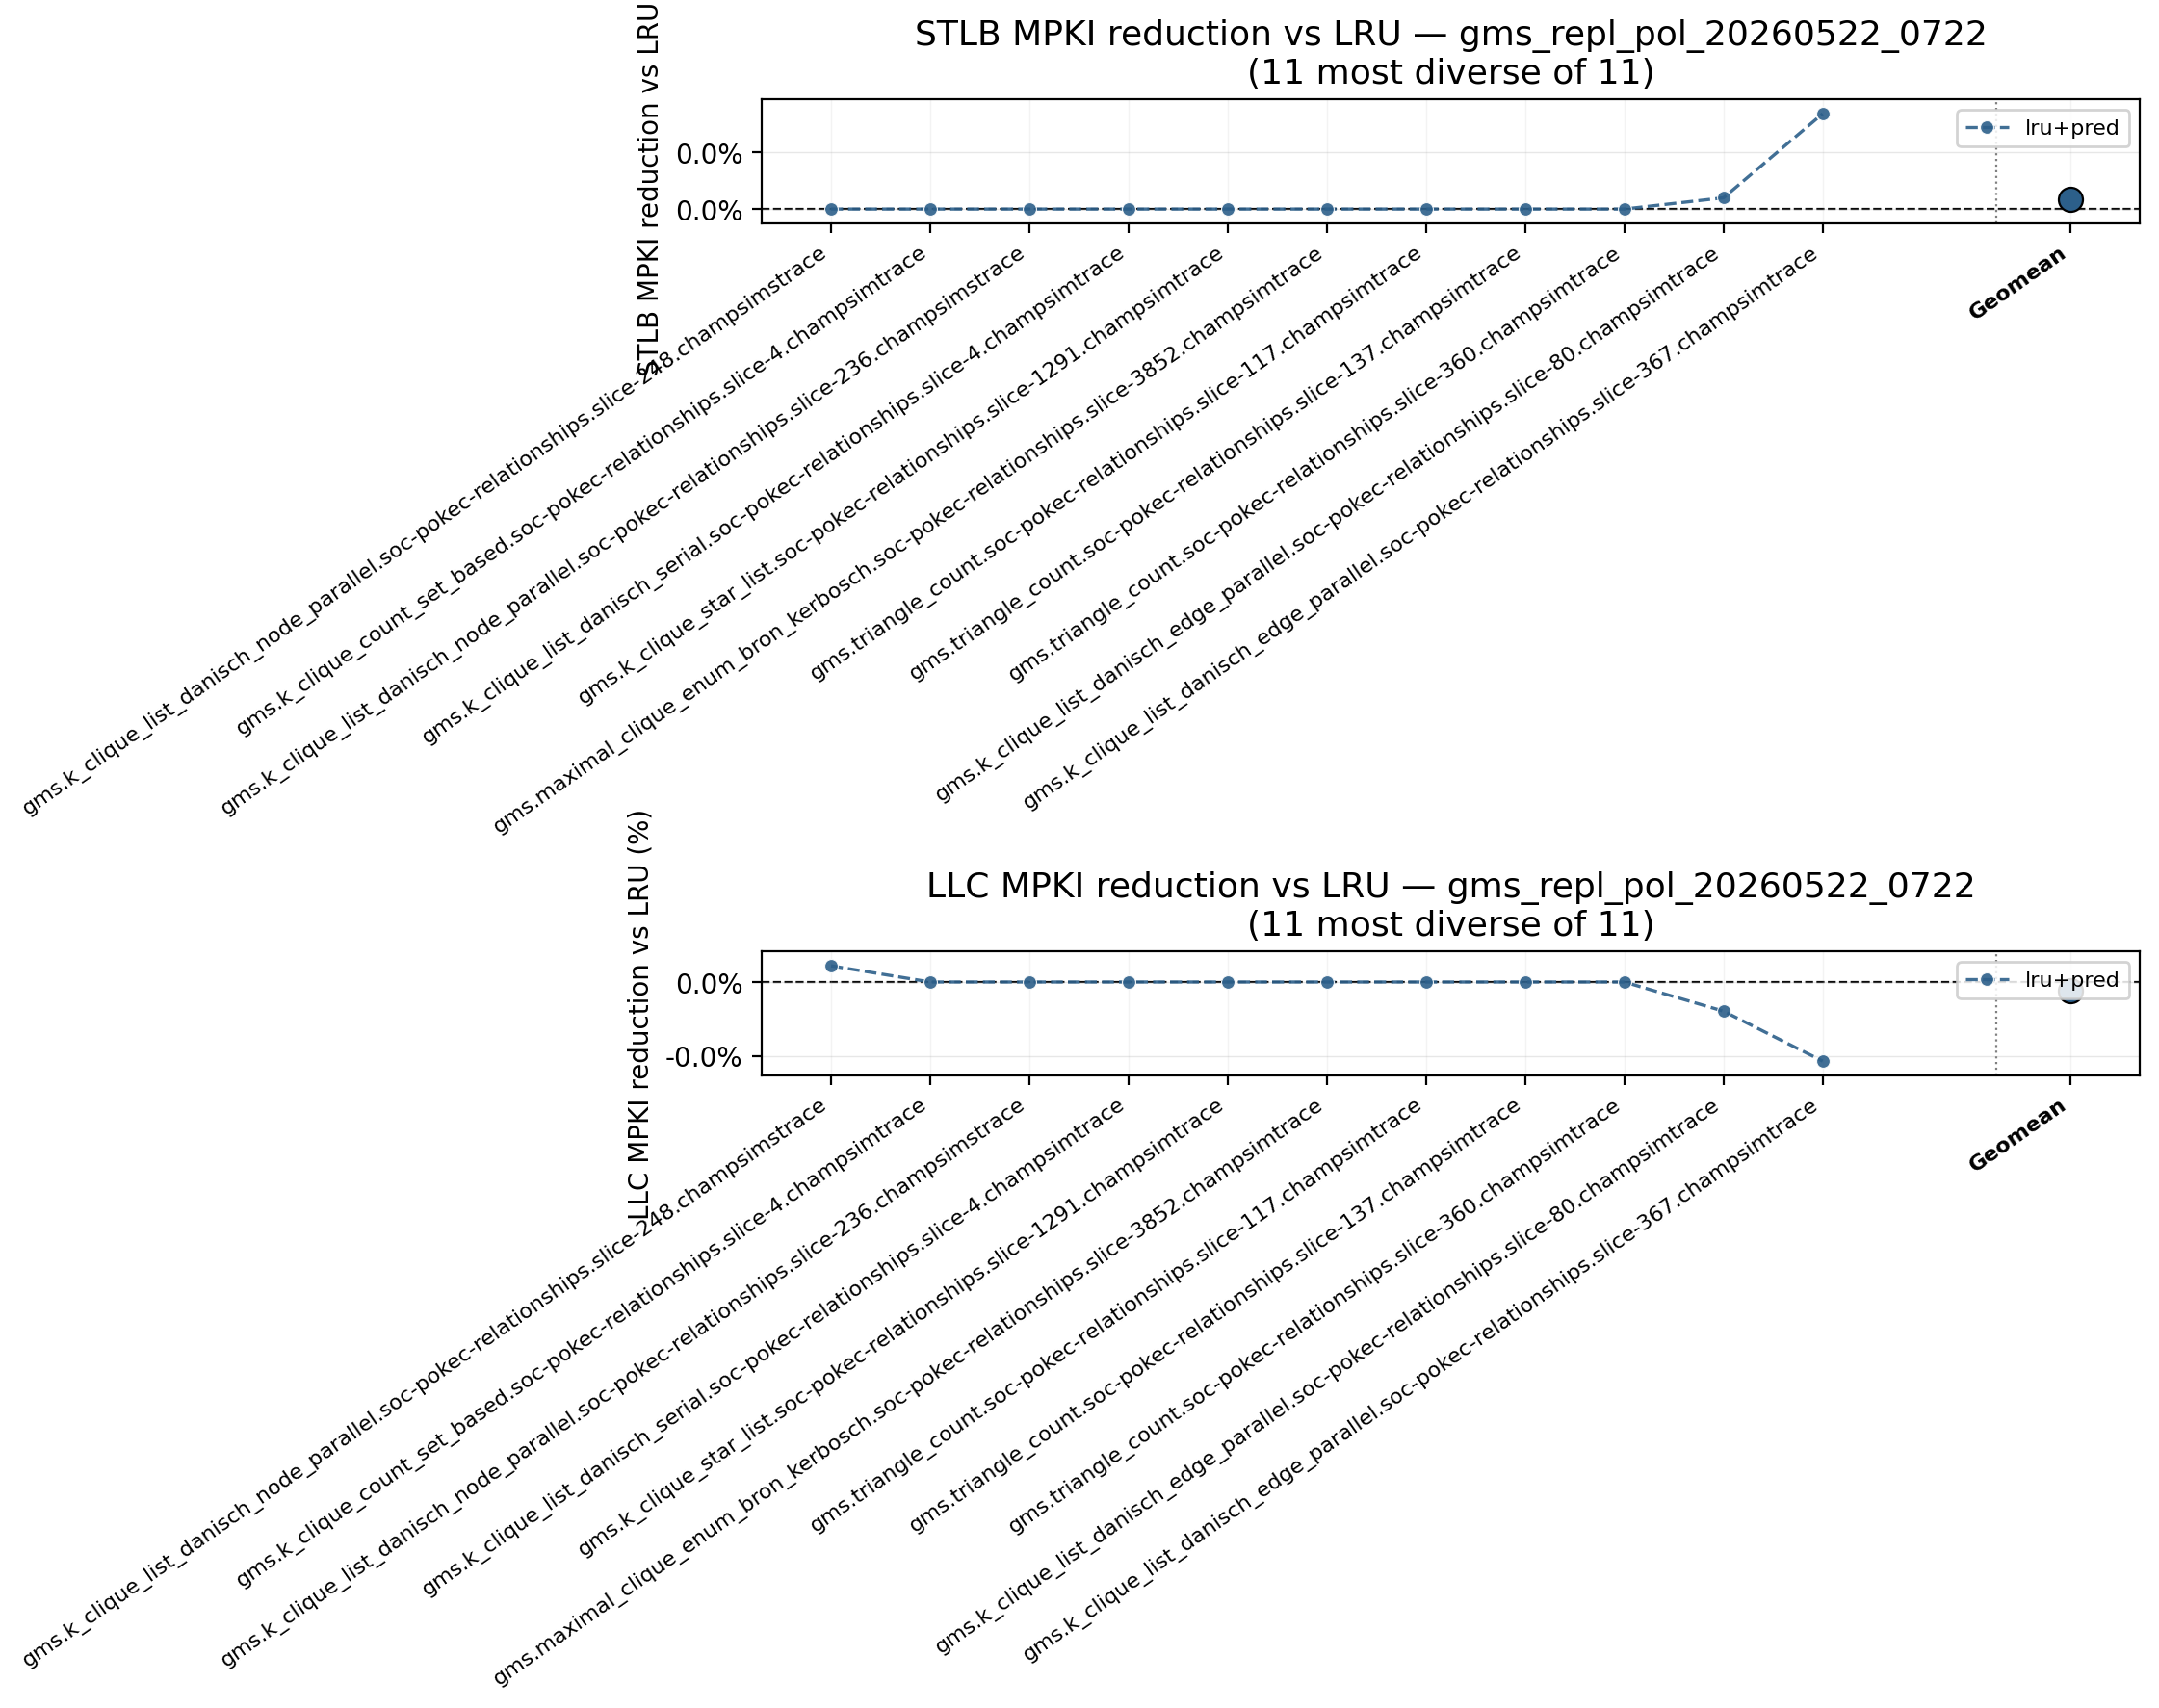 STLB MPKI reduction vs LRU — gms_repl_pol_20260522_0722
(11 most diverse of 11)
STLB MPKI reduction vs LRU
0.0%
0.0%
lru+pred
gms.k_clique_list_danisch_node_parallel.soc-pokec-relationships.slice-248.champsimstrace
gms.k_clique_count_set_based.soc-pokec-relationships.slice-4.champsimtrace
gms.k_clique_list_danisch_node_parallel.soc-pokec-relationships.slice-236.champsimstrace
gms.k_clique_list_danisch_serial.soc-pokec-relationships.slice-4.champsimtrace
gms.k_clique_star_list.soc-pokec-relationships.slice-1291.champsimtrace
gms.maximal_clique_enum_bron_kerbosch.soc-pokec-relationships.slice-3852.champsimtrace
gms.triangle_count.soc-pokec-relationships.slice-117.champsimtrace
gms.triangle_count.soc-pokec-relationships.slice-137.champsimtrace
gms.triangle_count.soc-pokec-relationships.slice-360.champsimtrace
gms.k_clique_list_danisch_edge_parallel.soc-pokec-relationships.slice-80.champsimtrace
gms.k_clique_list_danisch_edge_parallel.soc-pokec-relationships.slice-367.champsimtrace
Geomean
LLC MPKI reduction vs LRU — gms_repl_pol_20260522_0722
(11 most diverse of 11)
LLC MPKI reduction vs LRU (%)
0.0%
-0.0%
lru+pred
gms.k_clique_list_danisch_node_parallel.soc-pokec-relationships.slice-248.champsimstrace
gms.k_clique_count_set_based.soc-pokec-relationships.slice-4.champsimtrace
gms.k_clique_list_danisch_node_parallel.soc-pokec-relationships.slice-236.champsimstrace
gms.k_clique_list_danisch_serial.soc-pokec-relationships.slice-4.champsimtrace
gms.k_clique_star_list.soc-pokec-relationships.slice-1291.champsimtrace
gms.maximal_clique_enum_bron_kerbosch.soc-pokec-relationships.slice-3852.champsimtrace
gms.triangle_count.soc-pokec-relationships.slice-117.champsimtrace
gms.triangle_count.soc-pokec-relationships.slice-137.champsimtrace
gms.triangle_count.soc-pokec-relationships.slice-360.champsimtrace
gms.k_clique_list_danisch_edge_parallel.soc-pokec-relationships.slice-80.champsimtrace
gms.k_clique_list_danisch_edge_parallel.soc-pokec-relationships.slice-367.champsimtrace
Geomean